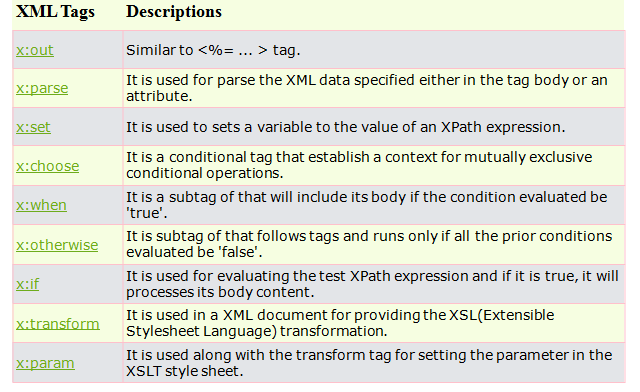 XML Tags Descriptions
x:out Similar to <%= ... > tag.
x:parse It is used for parse the XML data specified either in the tag body or an
attribute.
x:set It is used to sets a variable to the value of an XPath expression.
x:choose It is a conditional tag that establish a context for mutually exclusive
conditional operations.
x:when It is a subtag of that will include its body if the condition evaluated be
'true'.
x:otherwise It is subtag of that follows tags and runs only if all the prior conditions
evaluated be 'false'.
x:if It is used for evaluating the test XPath expression and if it is true, it will
processes its body content.
x:transform It is used in a XML document for providing the XSL(Extensible
Stylesheet Language) transformation.
x:param It is used along with the transform tag for setting the parameter in the
XSLT style sheet.